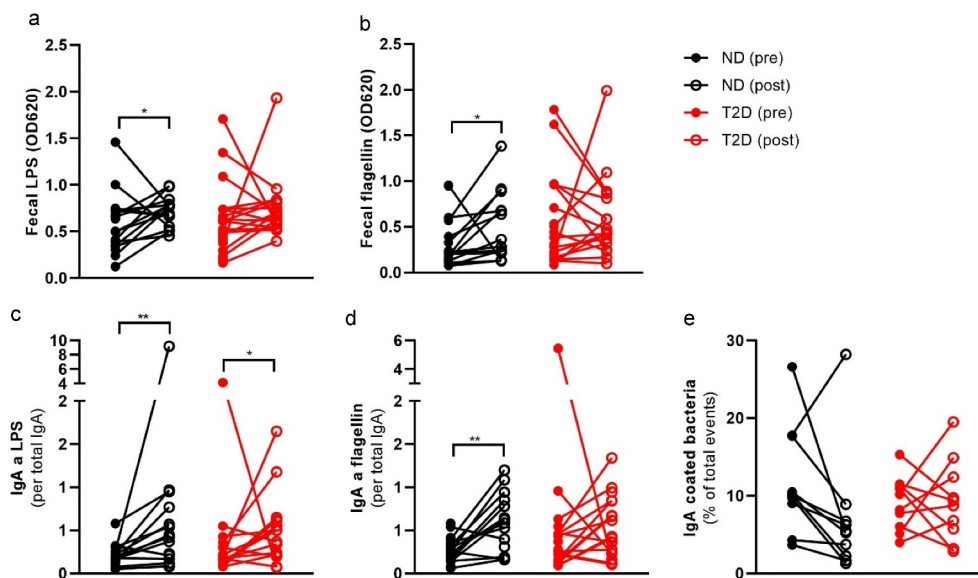 a
Fecal LPS (OD620)
2.5
2.0
1.5
1.0
0.5
0.0
*
b
Fecal flagellin (OD620)
2.5
2.0
1.5
1.0
0.5
0.0
*
ND (pre)
ND (post)
T2D (pre)
T2D (post)
c
IgA a LPS
(per total IgA)
10
8
6
4
2
2
1
1
0
**
*
d
IgA a flagellin
(per total IgA)
6
4
2
2
1
1
0
**
e
IgA coated bacteria
(% of total events)
30
20
10
0